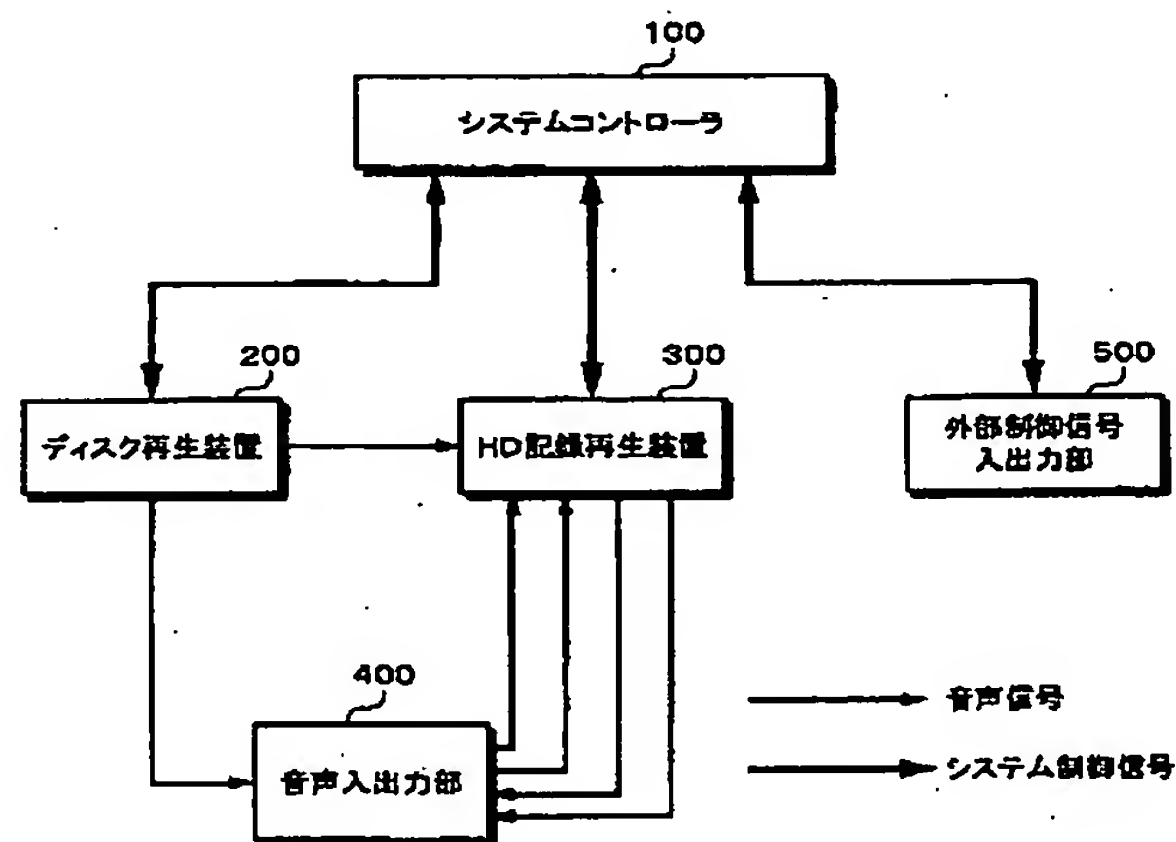 100
システムコントローラ
200
ディスク再生装置
300
HD記録再生装置
500
外部制御信号
入出力部
400
音声入出力部
音声信号
システム制御信号